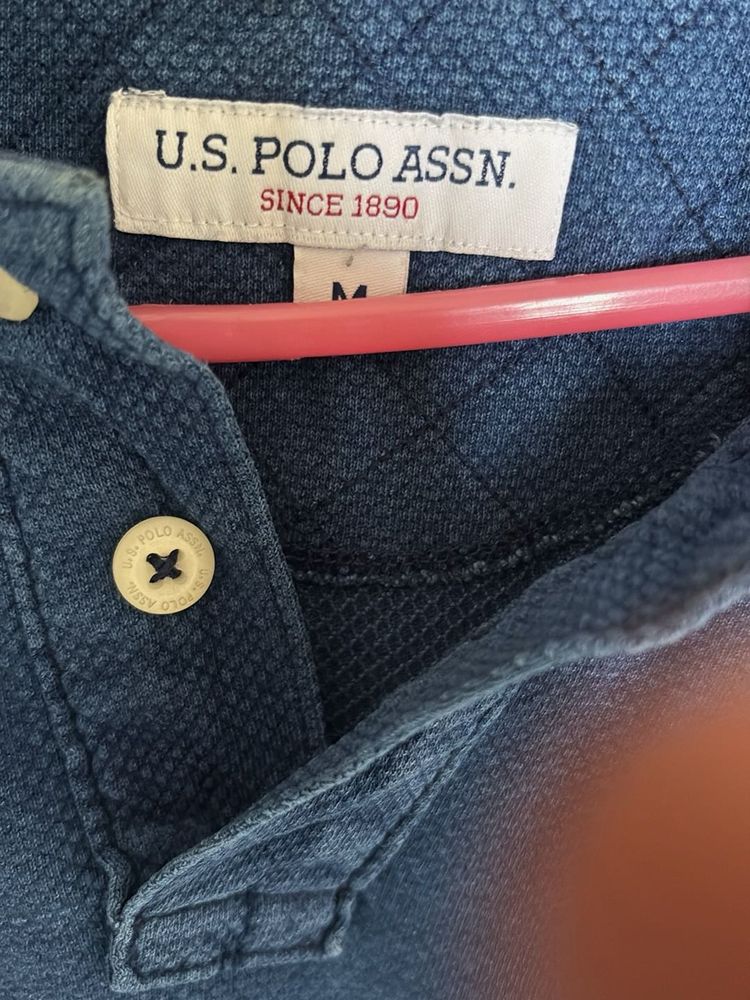 U.S. POLO ASSN.
SINCE 1890
M
U.S. POLO ASSN. U.S. POLO ASSN.